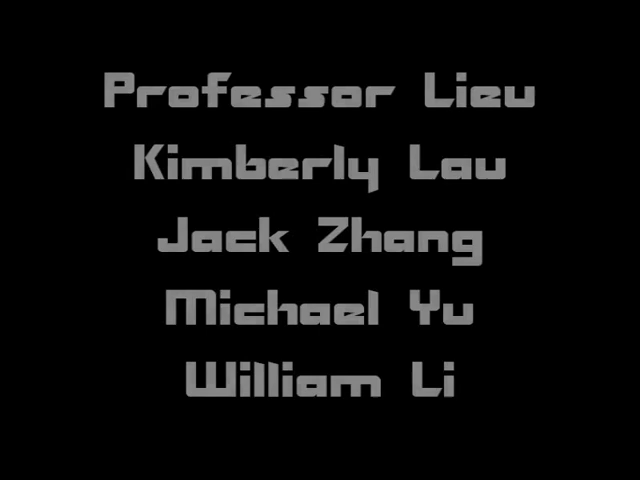 Professor Lieu
Kimberly Lau
Jack Zhang
Michael Yu
William Li